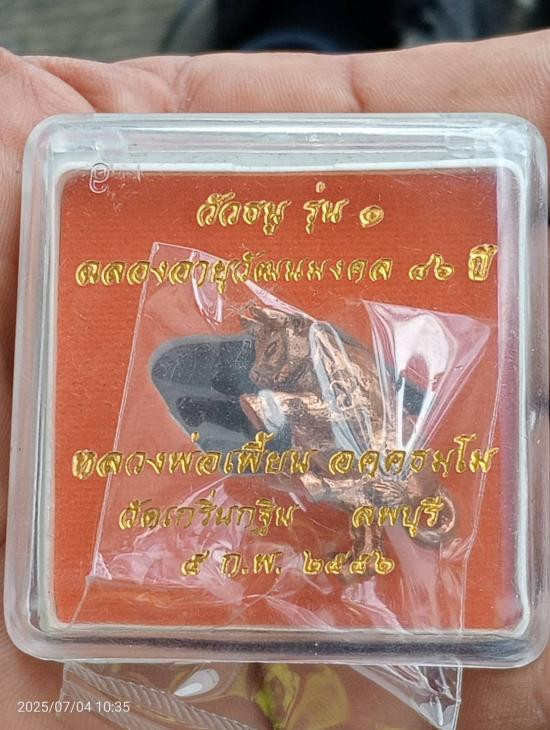 วัวธนู รุ่น ๑
ฉลองอายุวัฒนมงคล ๘๖ ปี
หลวงพ่อเพี้ยน อคฺคธมฺโม
วัดเกริ่นกฐิน ลพบุรี
๕ ก.พ. ๒๕๕๖
2025/07/04 10:35